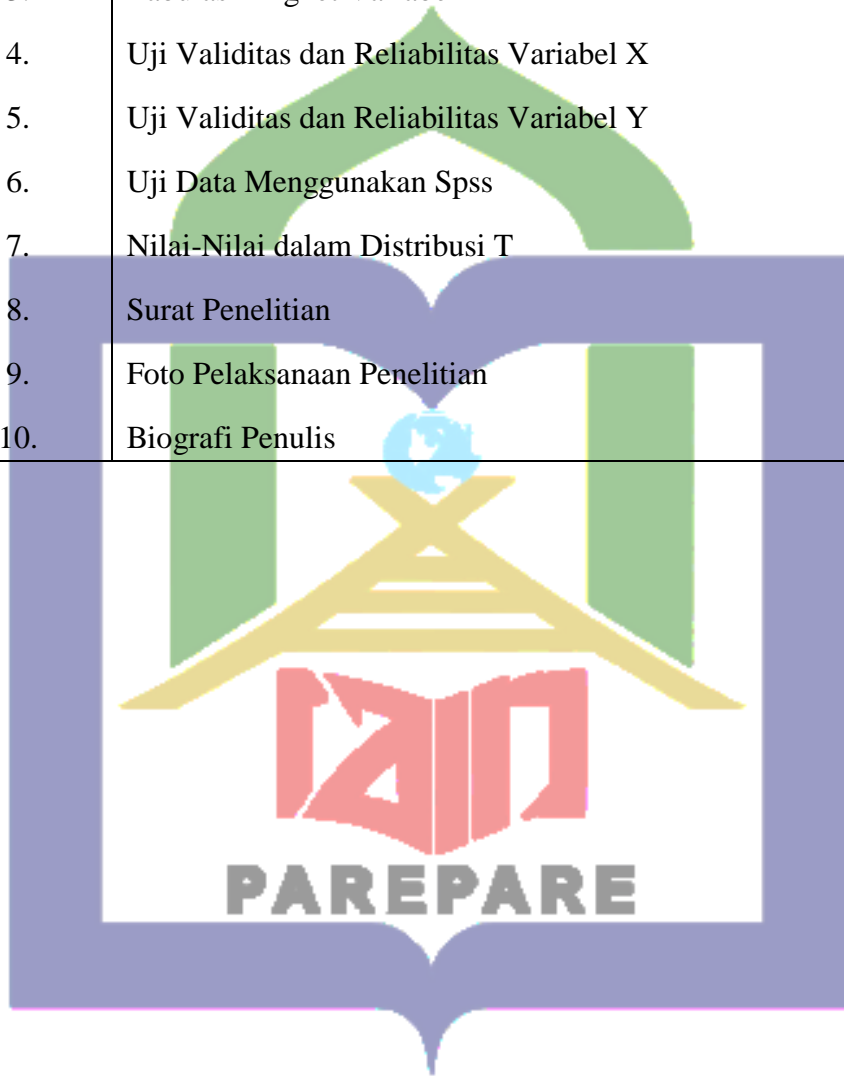 4. Uji Validitas dan Reliabilitas Variabel X
5. Uji Validitas dan Reliabilitas Variabel Y
6. Uji Data Menggunakan Spss
7. Nilai-Nilai dalam Distribusi T
8. Surat Penelitian
9. Foto Pelaksanaan Penelitian
10. Biografi Penulis
iain
PAREPARE